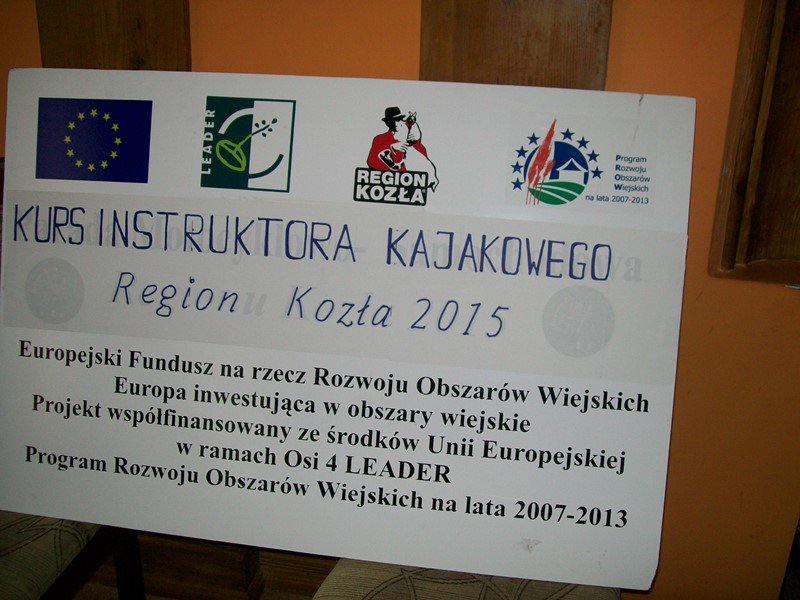 LEADER
REGION
KOZŁA
Program
Rozwoju
Obszarów
Wiejskich
na lata 2007-2013
KURS INSTRUKTORA KAJAKOWEGO
Regionu Kozła 2015
Europejski Fundusz na rzecz Rozwoju Obszarów Wiejskich
Europa inwestująca w obszary wiejskie
Projekt współfinansowany ze środków Unii Europejskiej
w ramach Osi 4 LEADER
Program Rozwoju Obszarów Wiejskich na lata 2007-2013